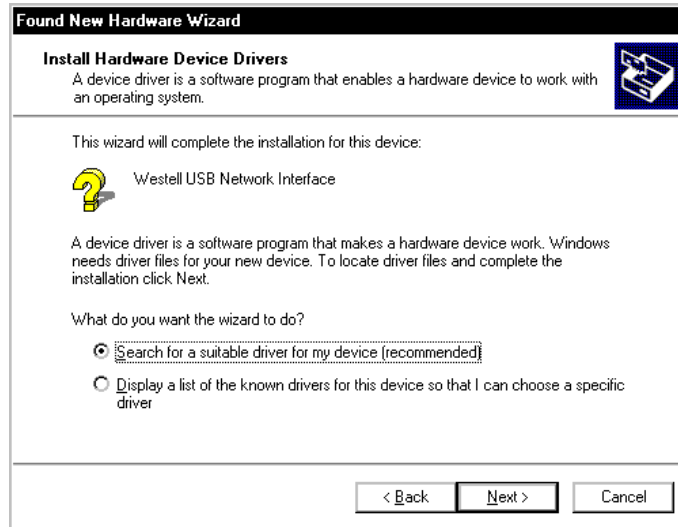 Found New Hardware Wizard
Install Hardware Device Drivers
A device driver is a software program that enables a hardware device to work with
an operating system.
This wizard will complete the installation for this device:
Westell USB Network Interface
A device driver is a software program that makes a hardware device work. Windows
needs driver files for your new device. To locate driver files and complete the
installation click Next.
What do you want the wizard to do?
Search for a suitable driver for my device (recommended)
Display a list of the known drivers for this device so that I can choose a specific
driver
< Back Next > Cancel